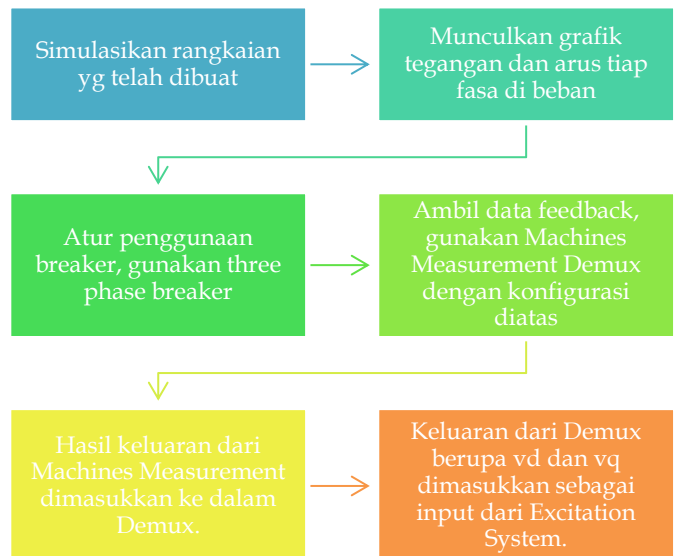 Simulasikan rangkaian
yg telah dibuat
Munculkan grafik
tegangan dan arus tiap
fasa di beban
Atur penggunaan
breaker, gunakan three
phase breaker
Ambil data feedback,
gunakan Machines
Measurement Demux
dengan konfigurasi
diatas
Hasil keluaran dari
Machines Measurement
dimasukkan ke dalam
Demux.
Keluaran dari Demux
berupa vd dan vq
dimasukkan sebagai
input dari Excitation
System.